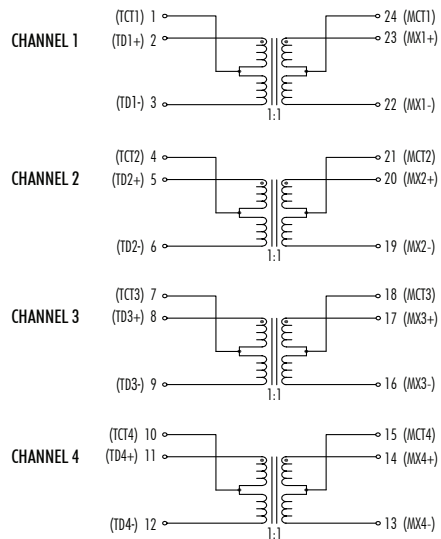 (TCT1) 1 24 (MCT1)
CHANNEL 1 (TD1+) 2 23 (MX1+)
(TD1-) 3 22 (MX1-)
1:1
(TCT2) 4 21 (MCT2)
CHANNEL 2 (TD2+) 5 20 (MX2+)
(TD2-) 6 19 (MX2-)
1:1
(TCT3) 7 18 (MCT3)
CHANNEL 3 (TD3+) 8 17 (MX3+)
(TD3-) 9 16 (MX3-)
1:1
(TCT4) 10 15 (MCT4)
CHANNEL 4 (TD4+) 11 14 (MX4+)
(TD4-) 12 13 (MX4-)
1:1